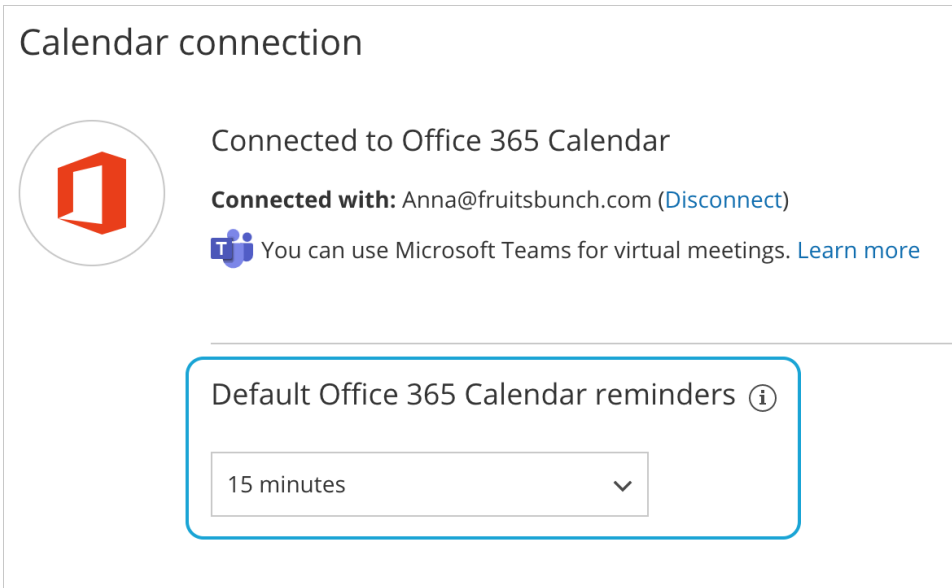 Calendar connection
Connected to Office 365 Calendar
Connected with: Anna@fruitsbunch.com (Disconnect)
T You can use Microsoft Teams for virtual meetings. Learn more
Default Office 365 Calendar reminders i
15 minutes